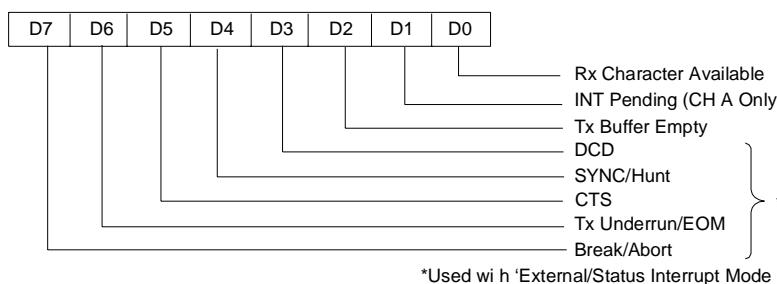 D7 D6 D5 D4 D3 D2 D1 D0
Rx Character Available
INT Pending (CH A Only
Tx Buffer Empty
DCD
SYNC/Hunt
CTS
Tx Underrun/EOM
Break/Abort
*Used wi h ‘External/Status Interrupt Mode